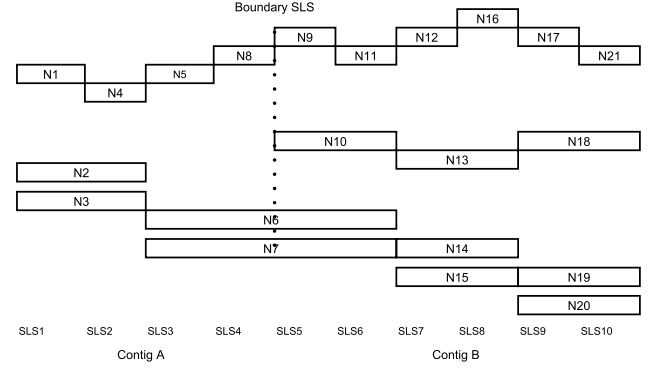 Boundary SLS
N16
N9 N12 N17
N8 N11 N21
N1 N5
N4
N10 N18
N13
N2
N3
N6
N7 N14
N15 N19
N20
SLS1 SLS2 SLS3 SLS4 SLS5 SLS6 SLS7 SLS8 SLS9 SLS10
Contig A Contig B